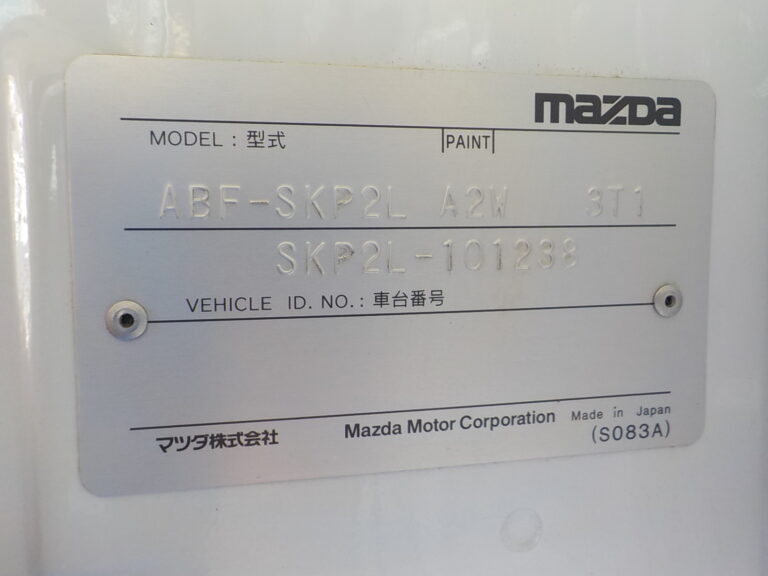 mazda
MODEL : 型式 PAINT
ABF-SKP2L A2W 3T1
SKP2L-101238
VEHICLE ID. NO. : 車台番号
マツダ株式会社 Mazda Motor Corporation Made in Japan
(S083A)